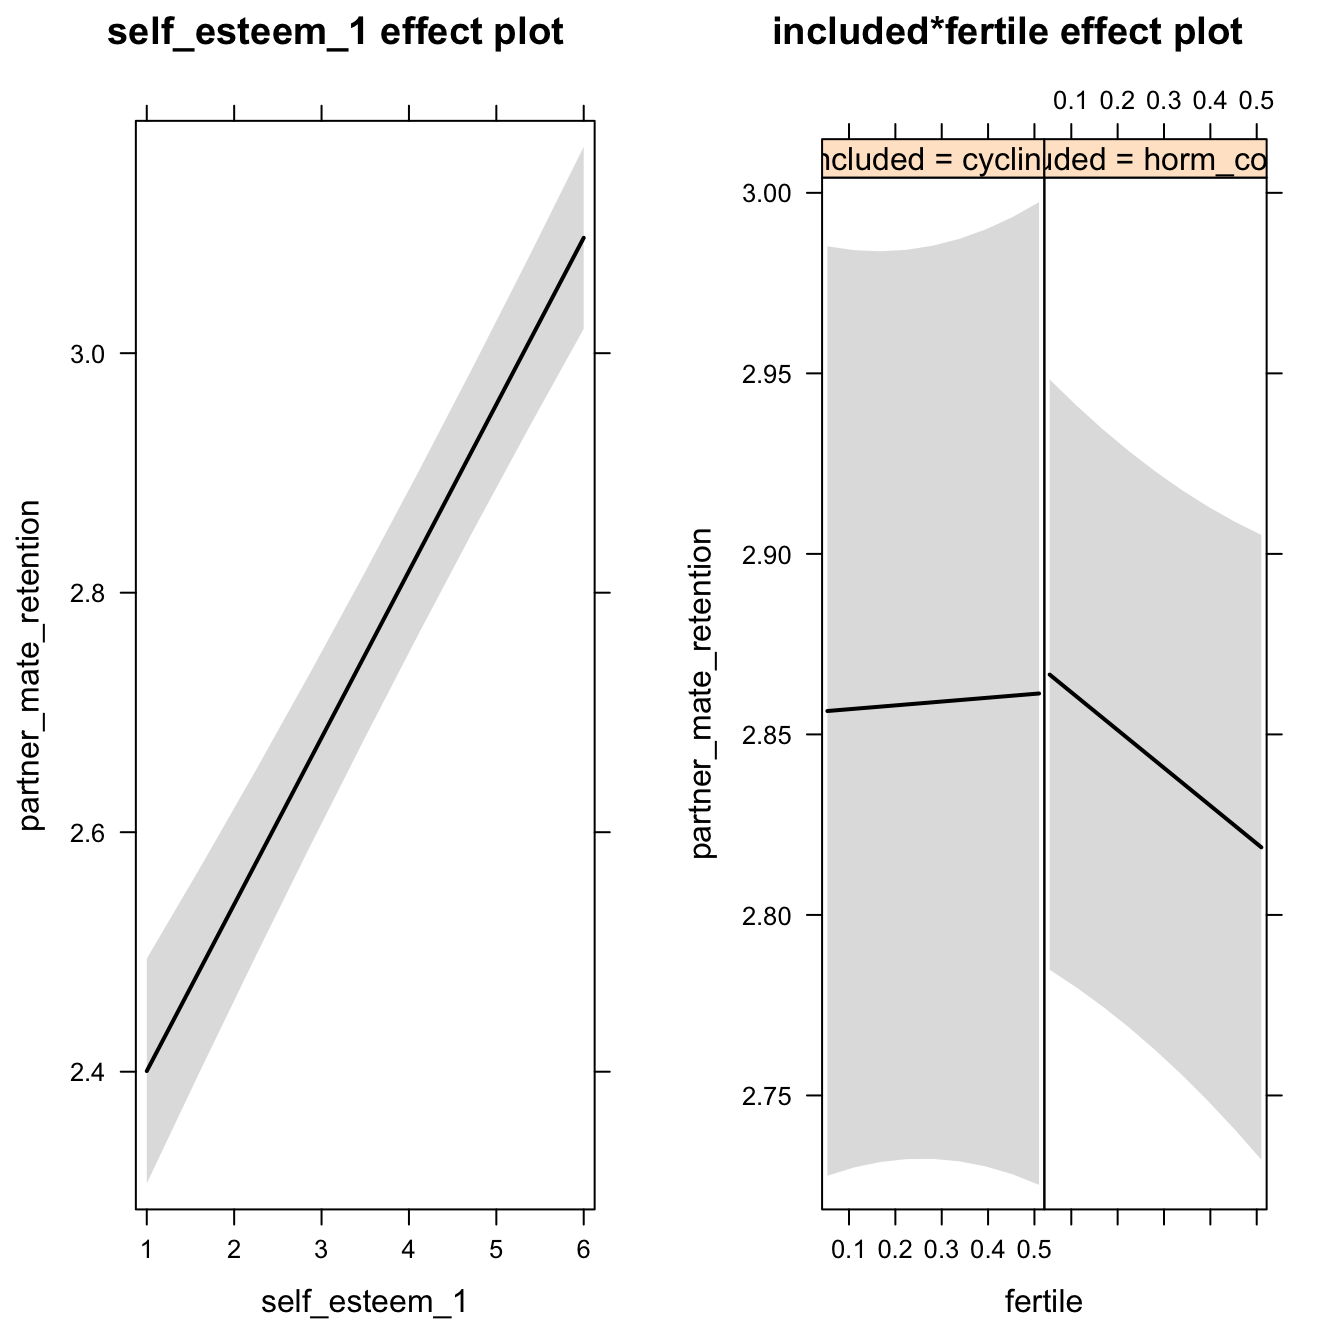 self_esteem_1 effect plot
partner_mate_retention
3.0
2.8
2.6
2.4
1 2 3 4 5 6
self_esteem_1
included*fertile effect plot
0.1 0.2 0.3 0.4 0.5
ncluded = cyclin
uded = horm_co
partner_mate_retention
3.00
2.95
2.90
2.85
2.80
2.75
0.1 0.2 0.3 0.4 0.5
fertile